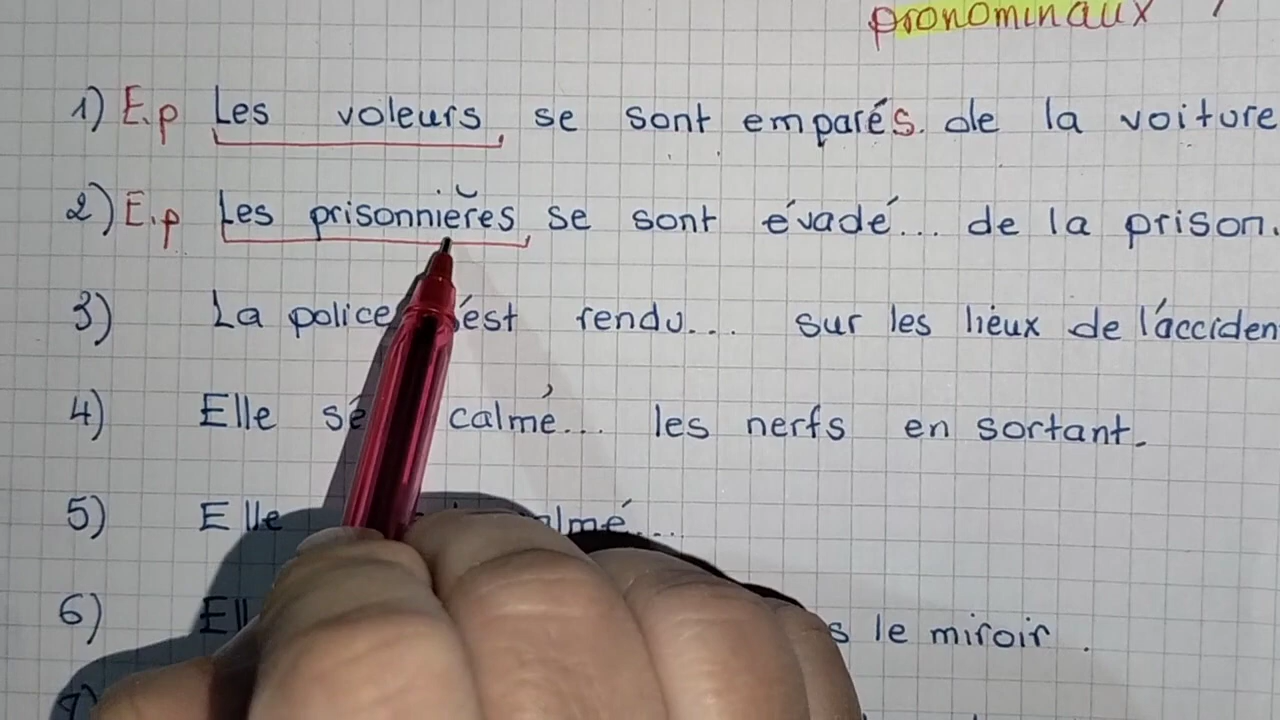 pronominaux
1) E.p Les voleurs, se sont emparés. de la voiture
2) E.p Les prisonnières, se sont évadé... de la prison.
3) La police s'est rendu... sur les lieux de l'acciden
4) Elle s'é calmé... les nerfs en sortant.
5) Elle almé...
6) Ell s le miroir.